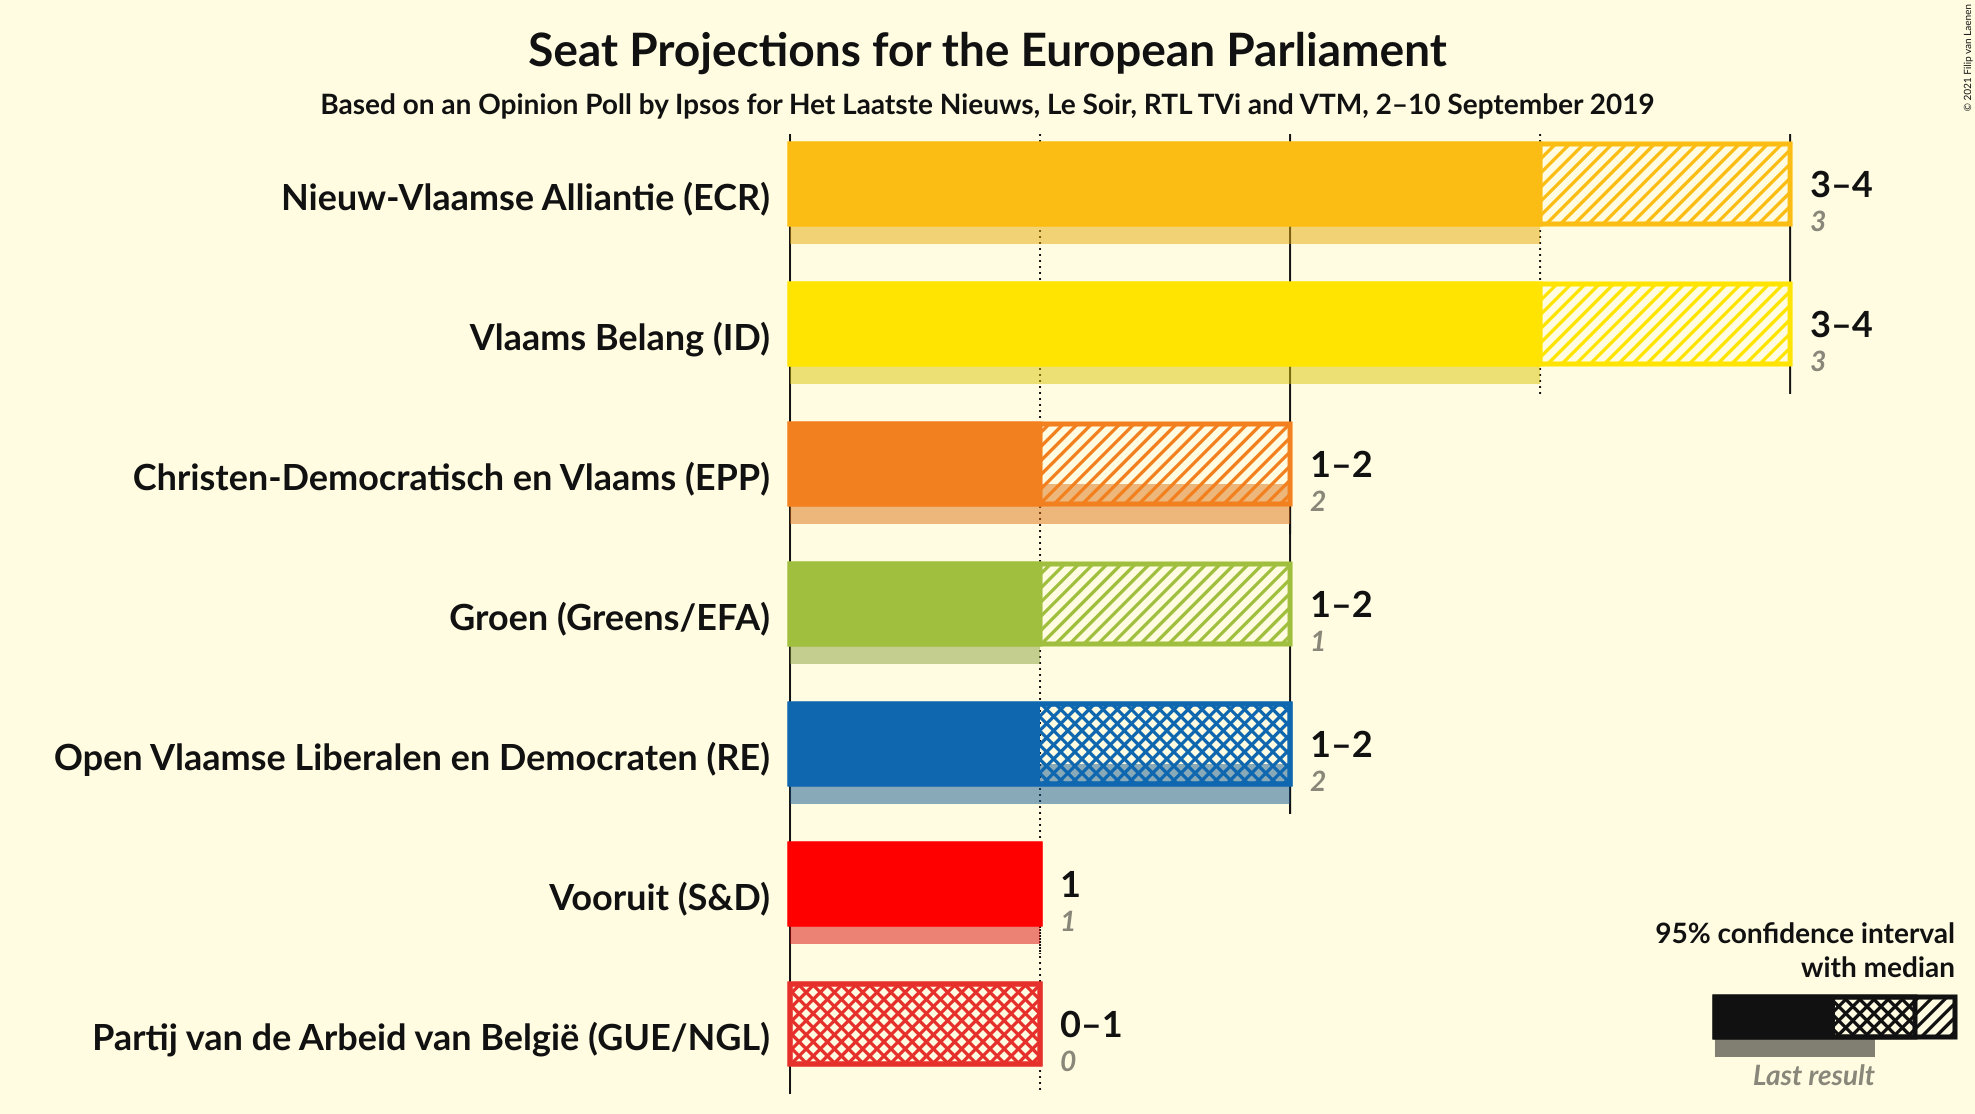 Seat Projections for the European Parliament
Based on an Opinion Poll by Ipsos for Het Laatste Nieuws, Le Soir, RTL TVi and VTM, 2–10 September 2019
© 2021 Filip van Laenen
Nieuw-Vlaamse Alliantie (ECR)
3–4
3
Vlaams Belang (ID)
3–4
3
Christen-Democratisch en Vlaams (EPP)
1–2
2
Groen (Greens/EFA)
1–2
1
Open Vlaamse Liberalen en Democraten (RE)
1–2
2
Vooruit (S&D)
1
1
Partij van de Arbeid van België (GUE/NGL)
0–1
0
95% confidence interval
with median
Last result